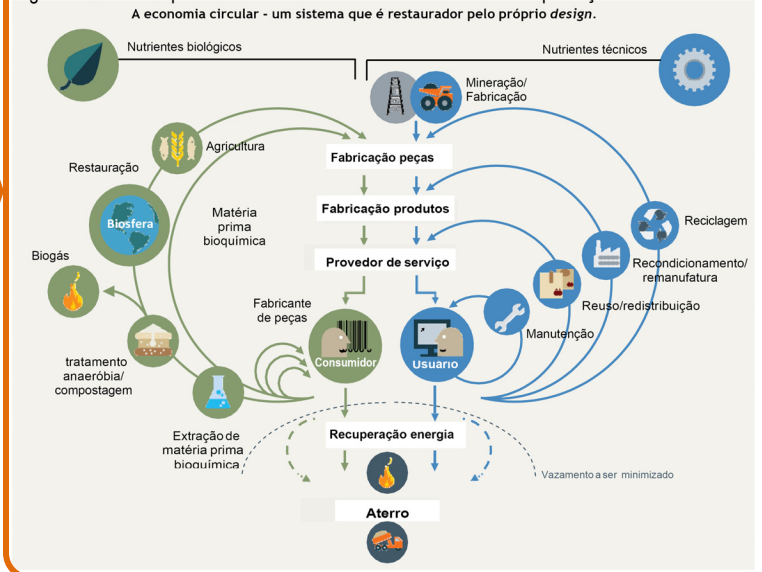 A economia circular - um sistema que é restaurador pelo próprio design.
Nutrientes biológicos
Nutrientes técnicos
Mineração/
Fabricação
Agricultura
Fabricação peças
Restauração
Biosfera
Matéria
prima
bioquímica
Fabricação produtos
Reciclagem
Biogás
Provedor de serviço
Recondicionamento/
remanufatura
Reuso/redistribuição
Fabricante
de peças
Manutenção
Consumidor
Usuario
tratamento
anaeróbia/
compostagem
Extração de
matéria prima
bioquímica
Recuperação energia
Vazamento a ser minimizado
Aterro